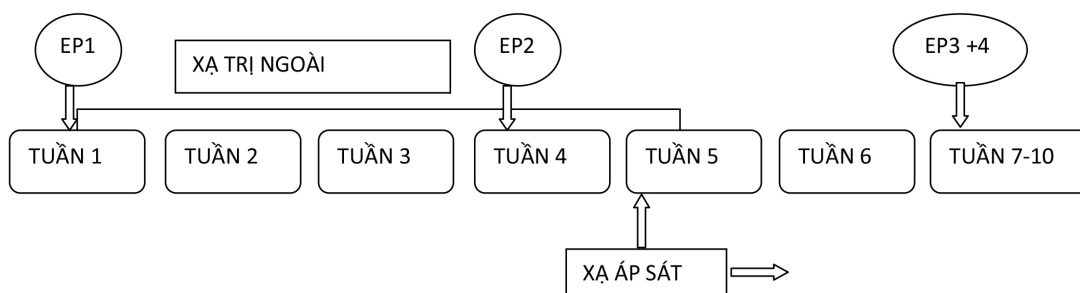 EP1
EP2
EP3 +4
XẠ TRỊ NGOÀI
TUẦN 1
TUẦN 2
TUẦN 3
TUẦN 4
TUẦN 5
TUẦN 6
TUẦN 7-10
XẠ ÁP SÁT